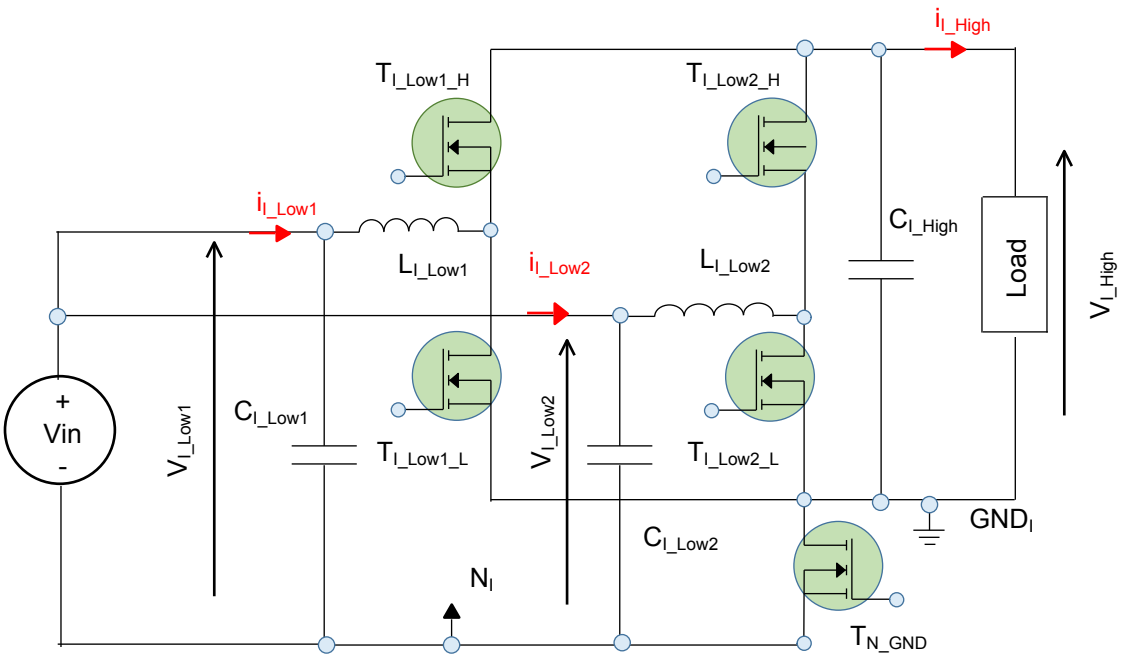 i_I_High
T_I_Low1_H
T_I_Low2_H
i_I_Low1
L_I_Low1
i_I_Low2
L_I_Low2
C_I_High
Load
V_I_High
+
Vin
-
V_I_Low1
C_I_Low1
T_I_Low1_L
V_I_Low2
T_I_Low2_L
C_I_Low2
GND_I
N_I
T_N_GND